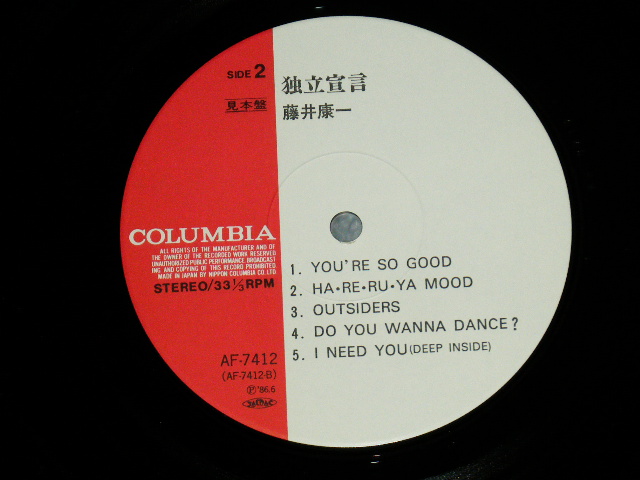 SIDE 2
独立宣言
見本盤
藤井康一
COLUMBIA
ALL RIGHTS OF THE MANUFACTURER AND OF
THE OWNER OF THE RECORDED WORK RESERVED
UNAUTHORIZED PUBLIC PERFORMANCE BROADCAST
ING AND COPYING OF THIS RECORD PROHIBITED
MADE IN JAPAN BY NIPPON COLUMBIA CO LTD
STEREO/33 1/3 RPM
1. YOU'RE SO GOOD
2. HA•RE•RU•YA MOOD
3. OUTSIDERS
4. DO YOU WANNA DANCE?
5. I NEED YOU (DEEP INSIDE)
AF-7412
(AF-7412-B)
Ⓟ'86.6